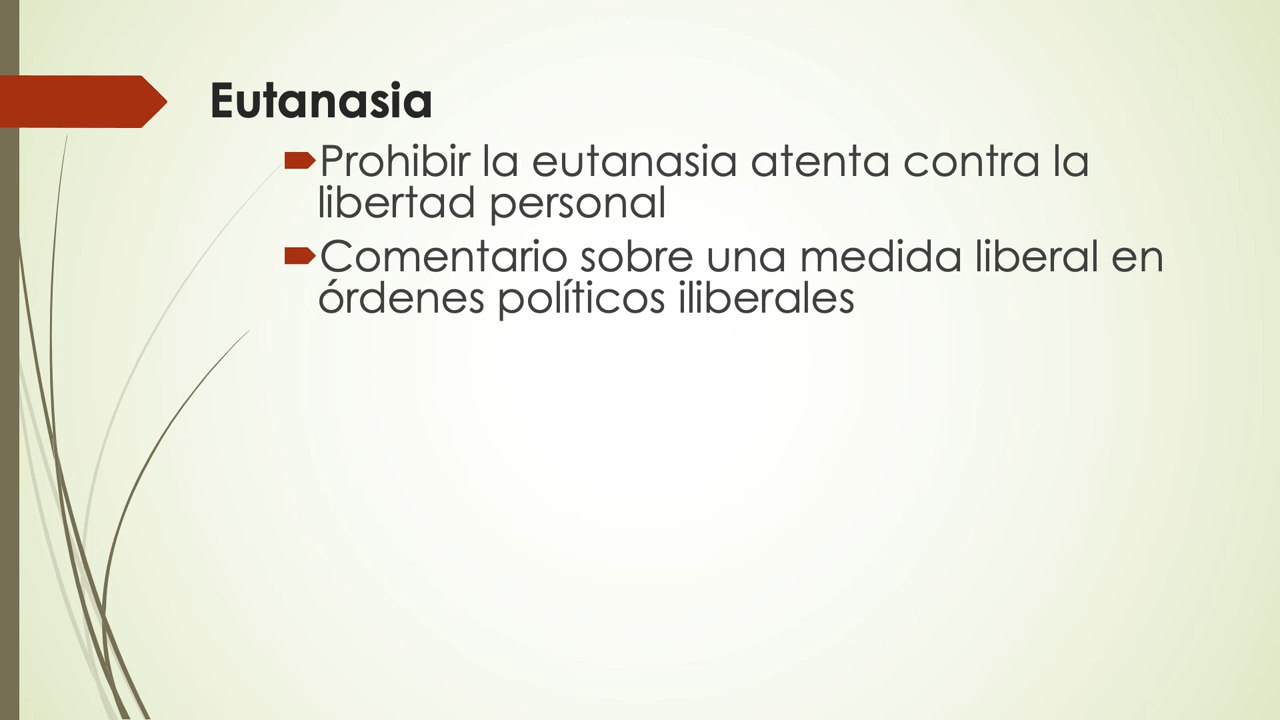 Eutanasia
Prohibir la eutanasia atenta contra la
libertad personal
Comentario sobre una medida liberal en
órdenes políticos iliberales